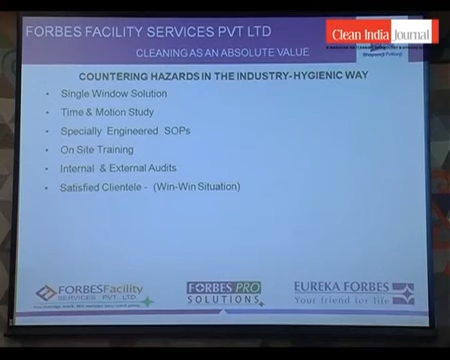 FORBES FACILITY SERVICES PVT LTD
Clean India Journal
CLEANING AS AN ABSOLUTE VALUE
COUNTERING HAZARDS IN THE INDUSTRY-HYGIENIC WAY
• Single Window Solution
• Time & Motion Study
• Specially Engineered SOPs
• On Site Training
• Internal & External Audits
• Satisfied Clientele - (Win-Win Situation)
FORBESFacility
SERVICES PVT. LTD.
FORBES PRO
SOLUTIONS
EUREKA FORBES
Your friend for life